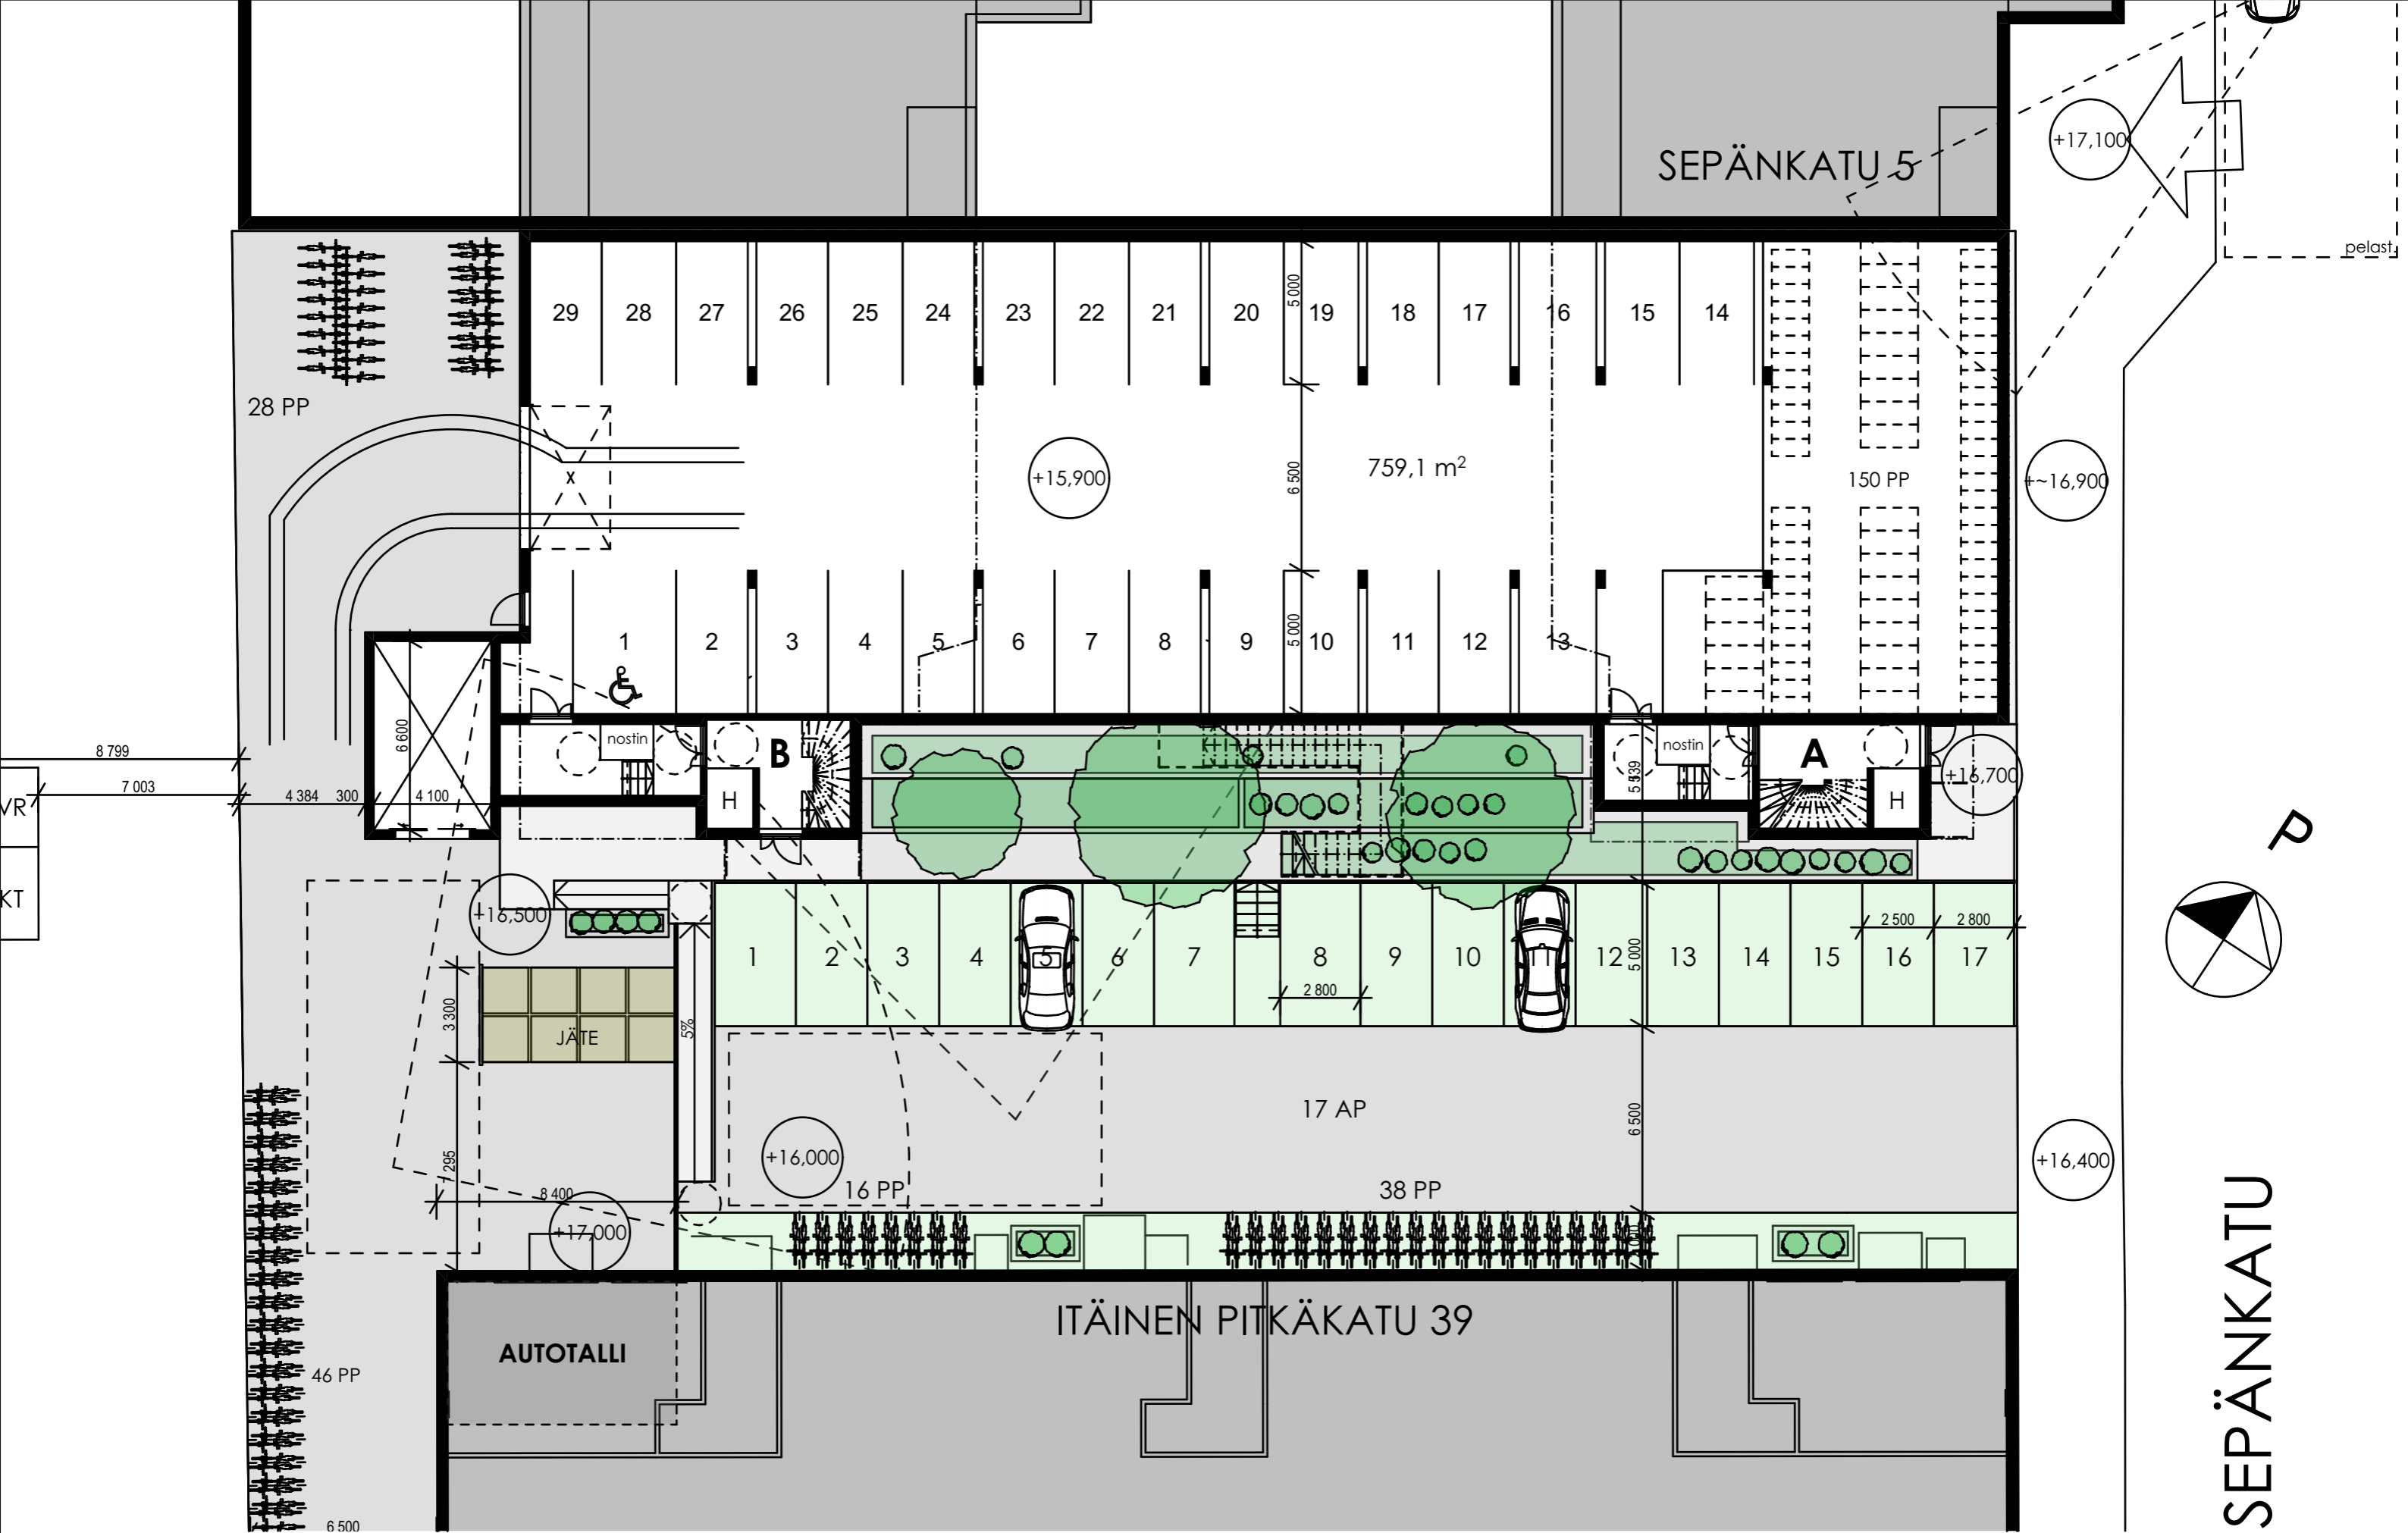 SEPÄNKATU 5
+17,100
pelast.
29 28 27 26 25 24 23 22 21 20 19 18 17 16 15 14
5 000
28 PP
+15,900
759,1 m²
6 500
150 PP
+~16,900
1 2 3 4 5 6 7 8 9 10 11 12 13
5 000
6 600
nostin
B
H
nostin
A
H
5 839
+16,700
8 799
7 003
4 384 300 4 100
VR
KT
P
+16,500
1 2 3 4 5 6 7 8 9 10 11 12 13 14 15 16 17
2 500 2 800
5 000
2 800
3 300
JÄTE
5%
17 AP
6 500
+16,000
+16,400
295
8 400
16 PP
38 PP
+17,000
ITÄINEN PITKÄKATU 39
AUTOTALLI
46 PP
6 500
SEPÄNKATU